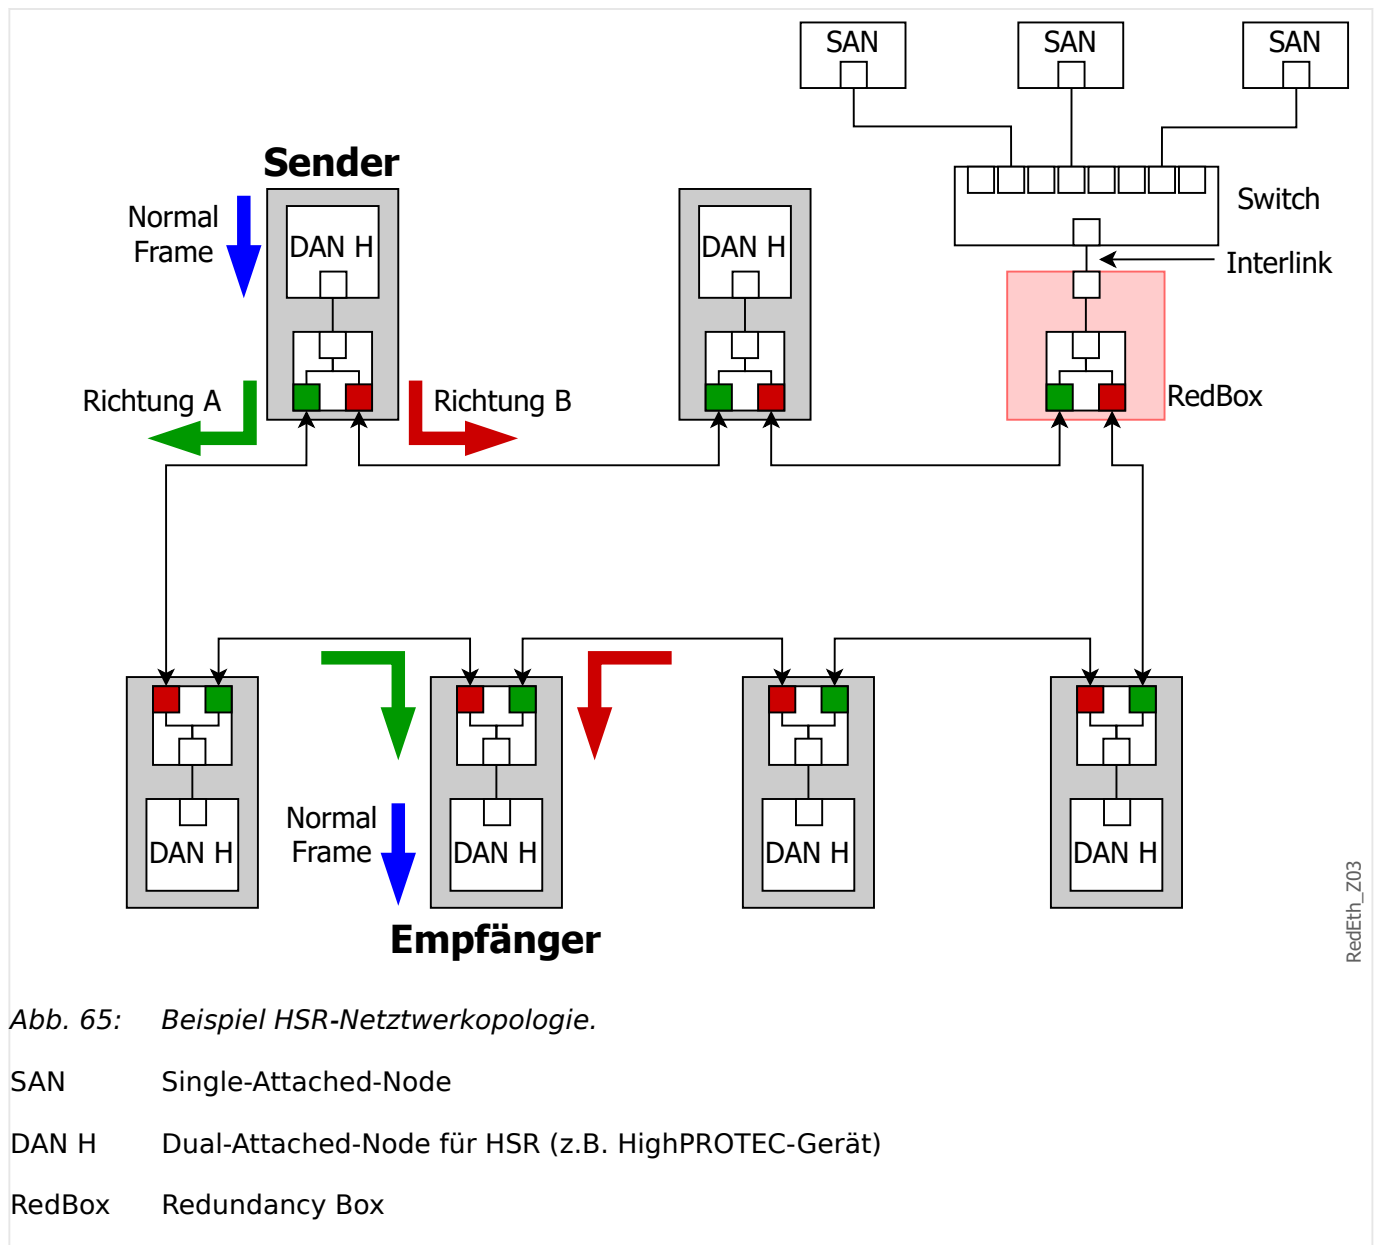 SAN SAN SAN
Sender
Normal
Frame
DAN H
DAN H
Switch
Interlink
Richtung A
Richtung B
RedBox
Normal
Frame
DAN H DAN H DAN H DAN H
Empfänger
RedEth_Z03
Abb. 65: Beispiel HSR-Netztwerkopologie.
SAN Single-Attached-Node
DAN H Dual-Attached-Node für HSR (z.B. HighPROTEC-Gerät)
RedBox Redundancy Box